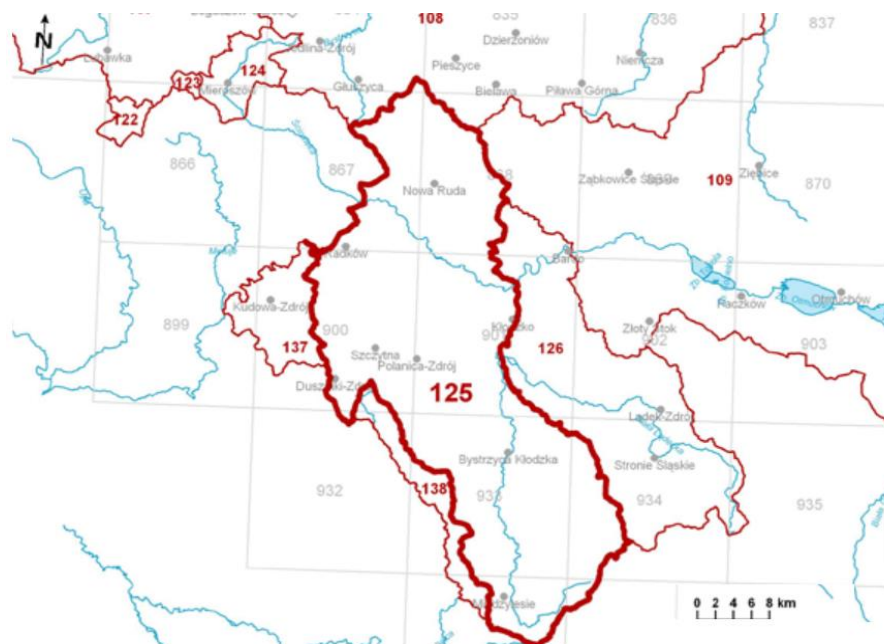 108
835
836
837
N
Dzierżoniów
Jedlina-Zdrój
Lubawka
124
Pieszyce
Niemcza
123
Mieroszów
Głuszyca
Bielawa
Piława Górna
122
866
867
Nowa Ruda
Ząbkowice Śląskie
109
Ziębice
870
Radków
Bardo
Kudowa-Zdrój
Paczków
Otmuchów
899
900
Kłodzko
901
Złoty Stok
902
903
137
Szczytna
Polanica-Zdrój
126
Duszniki-Zdrój
125
Lądek-Zdrój
Bystrzyca Kłodzka
Stronie Śląskie
932
138
933
934
935
Międzylesie
0 2 4 6 8 km